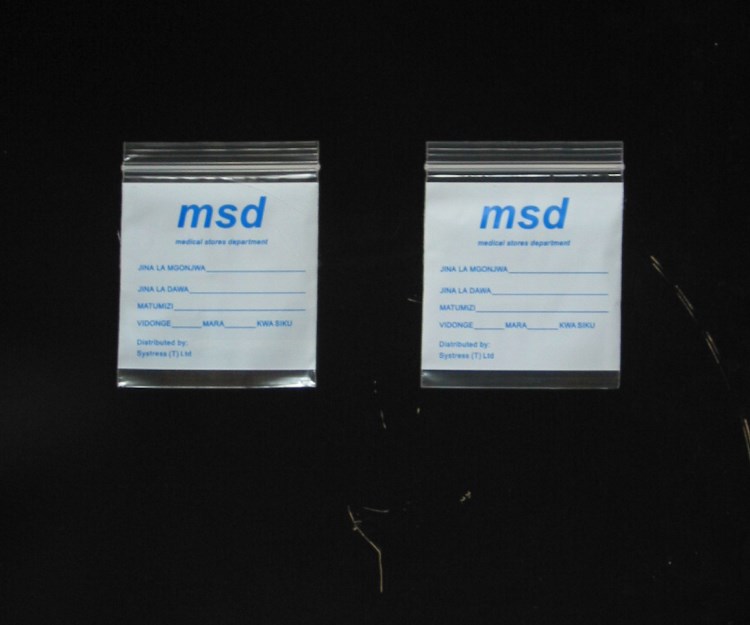 msd
medical stores department
JINA LA MGONJWA
JINA LA DAWA
MATUMIZI
VIDONGE MARA KWA SIKU
Distributed by:
Systress (T) Ltd
msd
medical stores department
JINA LA MGONJWA
JINA LA DAWA
MATUMIZI
VIDONGE MARA KWA SIKU
Distributed by:
Systress (T) Ltd